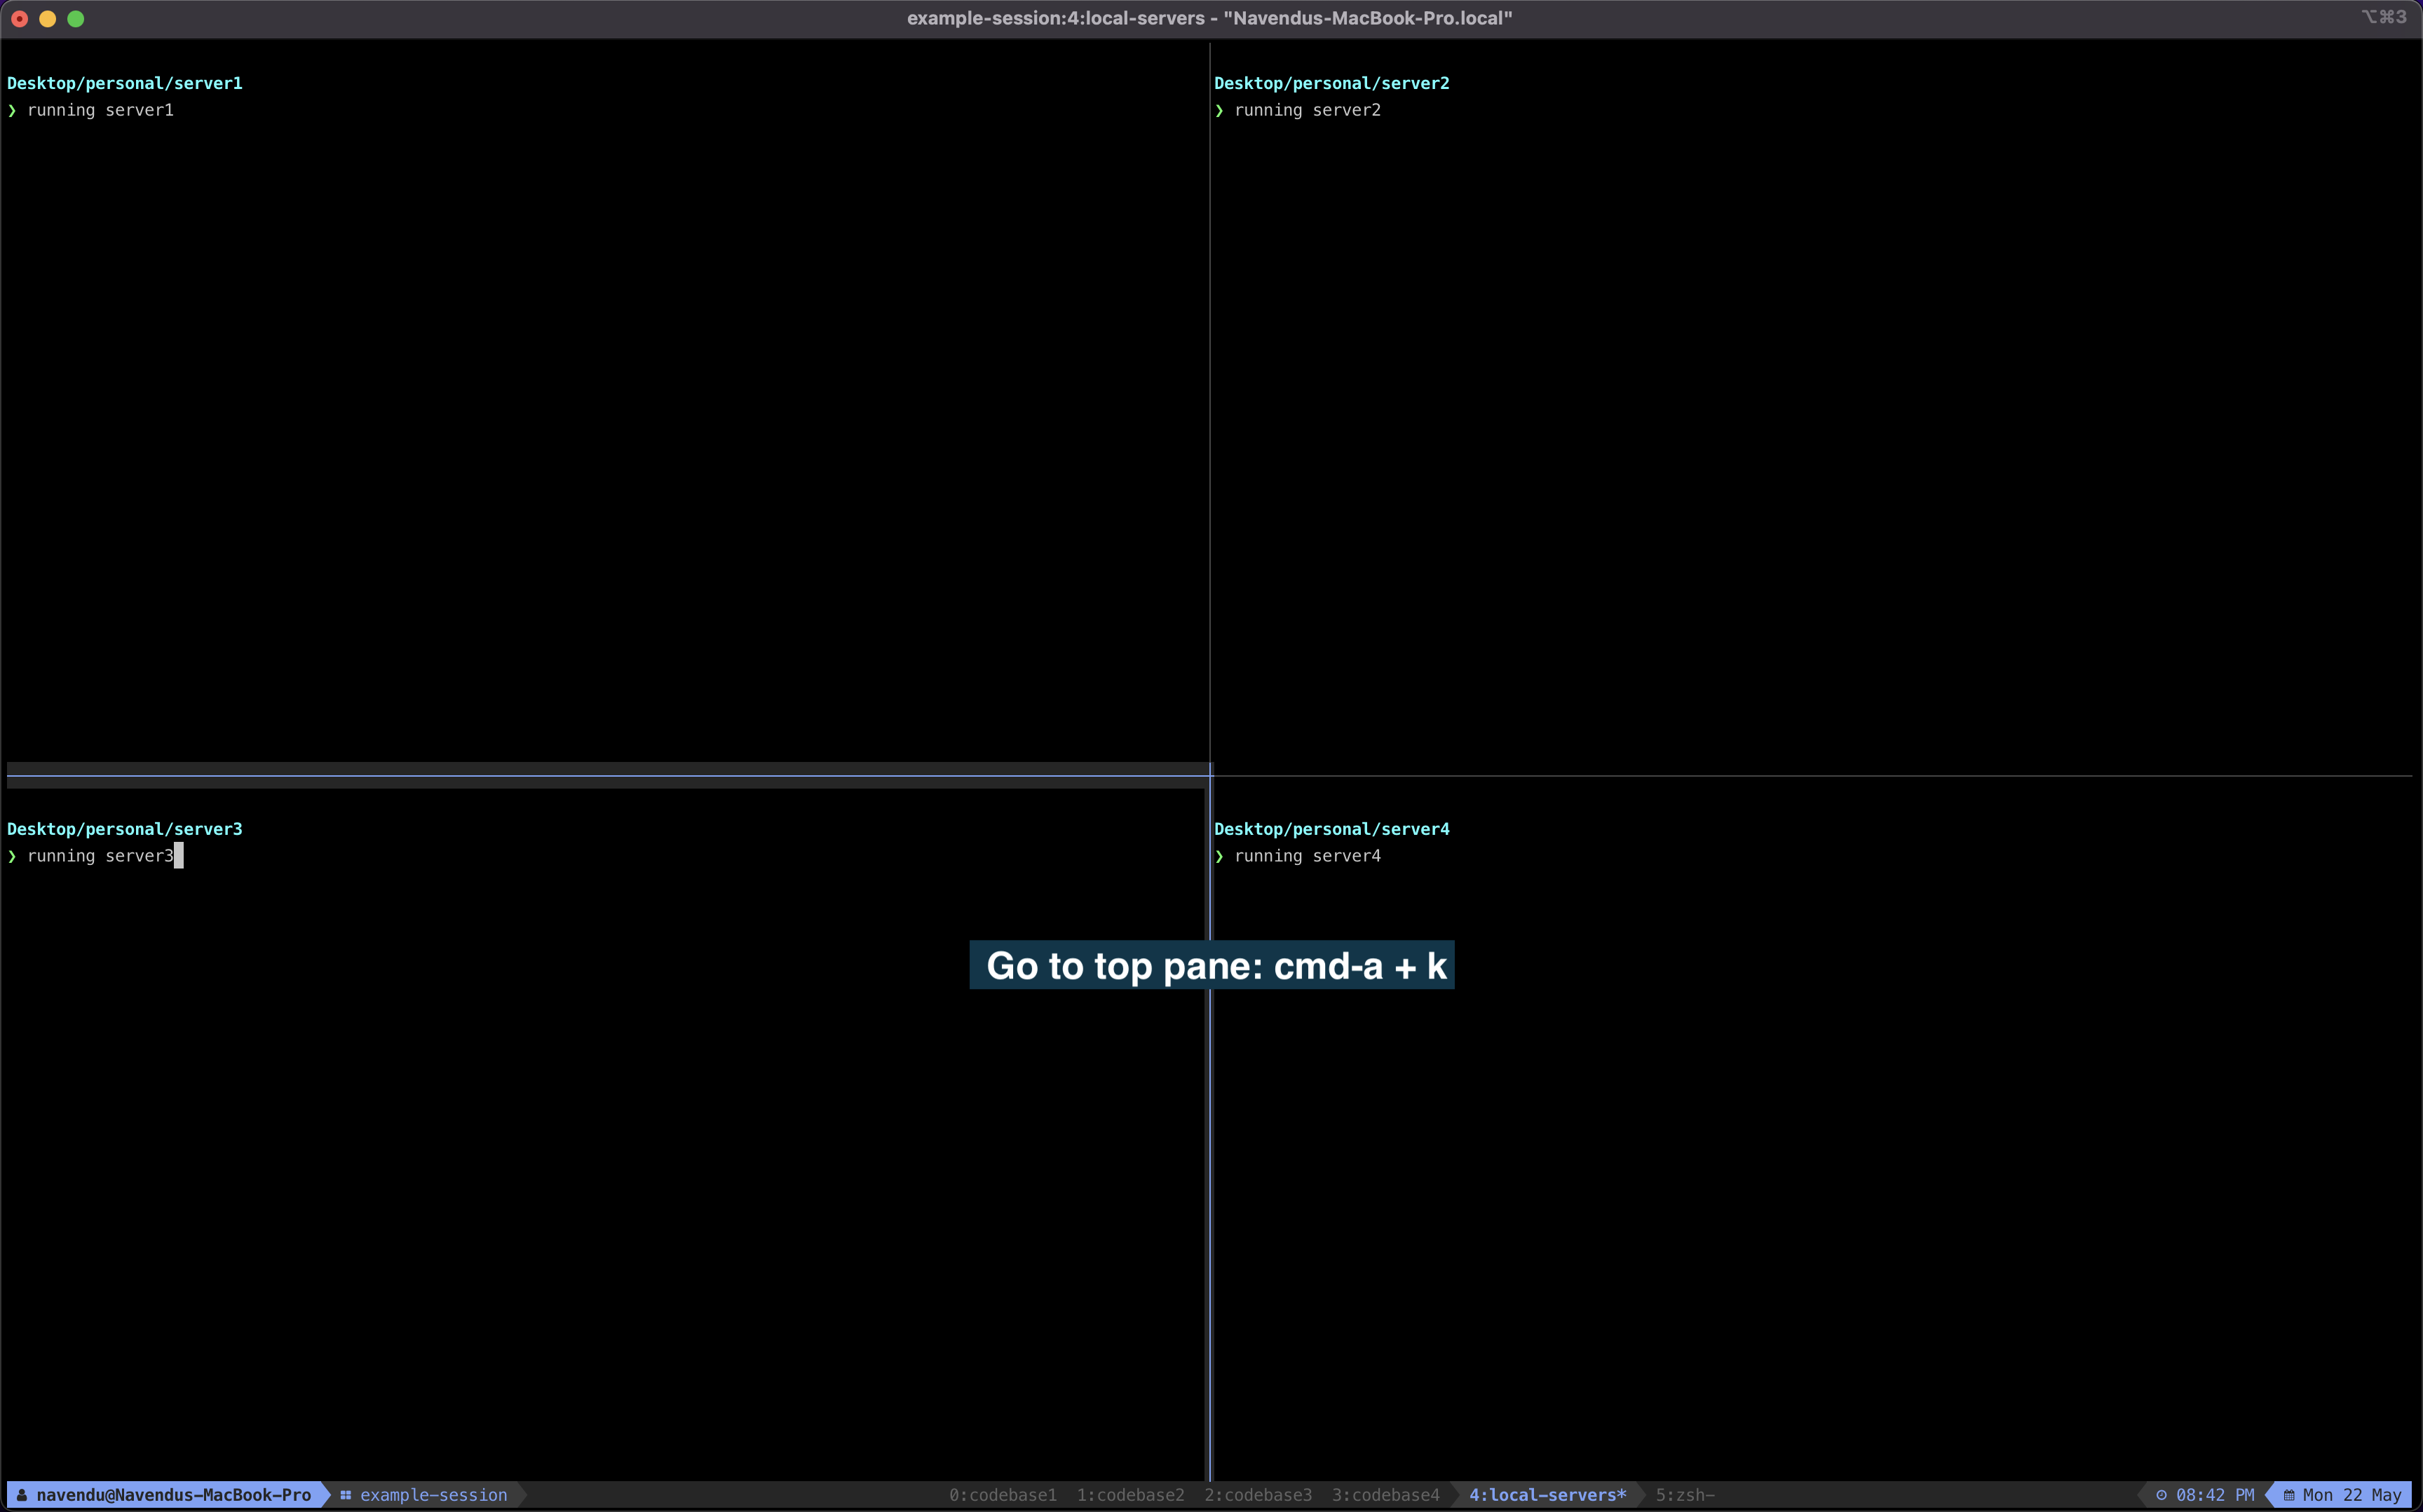 example-session:4:local-servers - "Navendus-MacBook-Pro.local"
⌥⌘3
Desktop/personal/server1
❯ running server1
Desktop/personal/server2
❯ running server2
Desktop/personal/server3
❯ running server3
Desktop/personal/server4
❯ running server4
Go to top pane: cmd-a + k
navendu@Navendus-MacBook-Pro example-session 0:codebase1 1:codebase2 2:codebase3 3:codebase4 4:local-servers* 5:zsh- 08:42 PM Mon 22 May